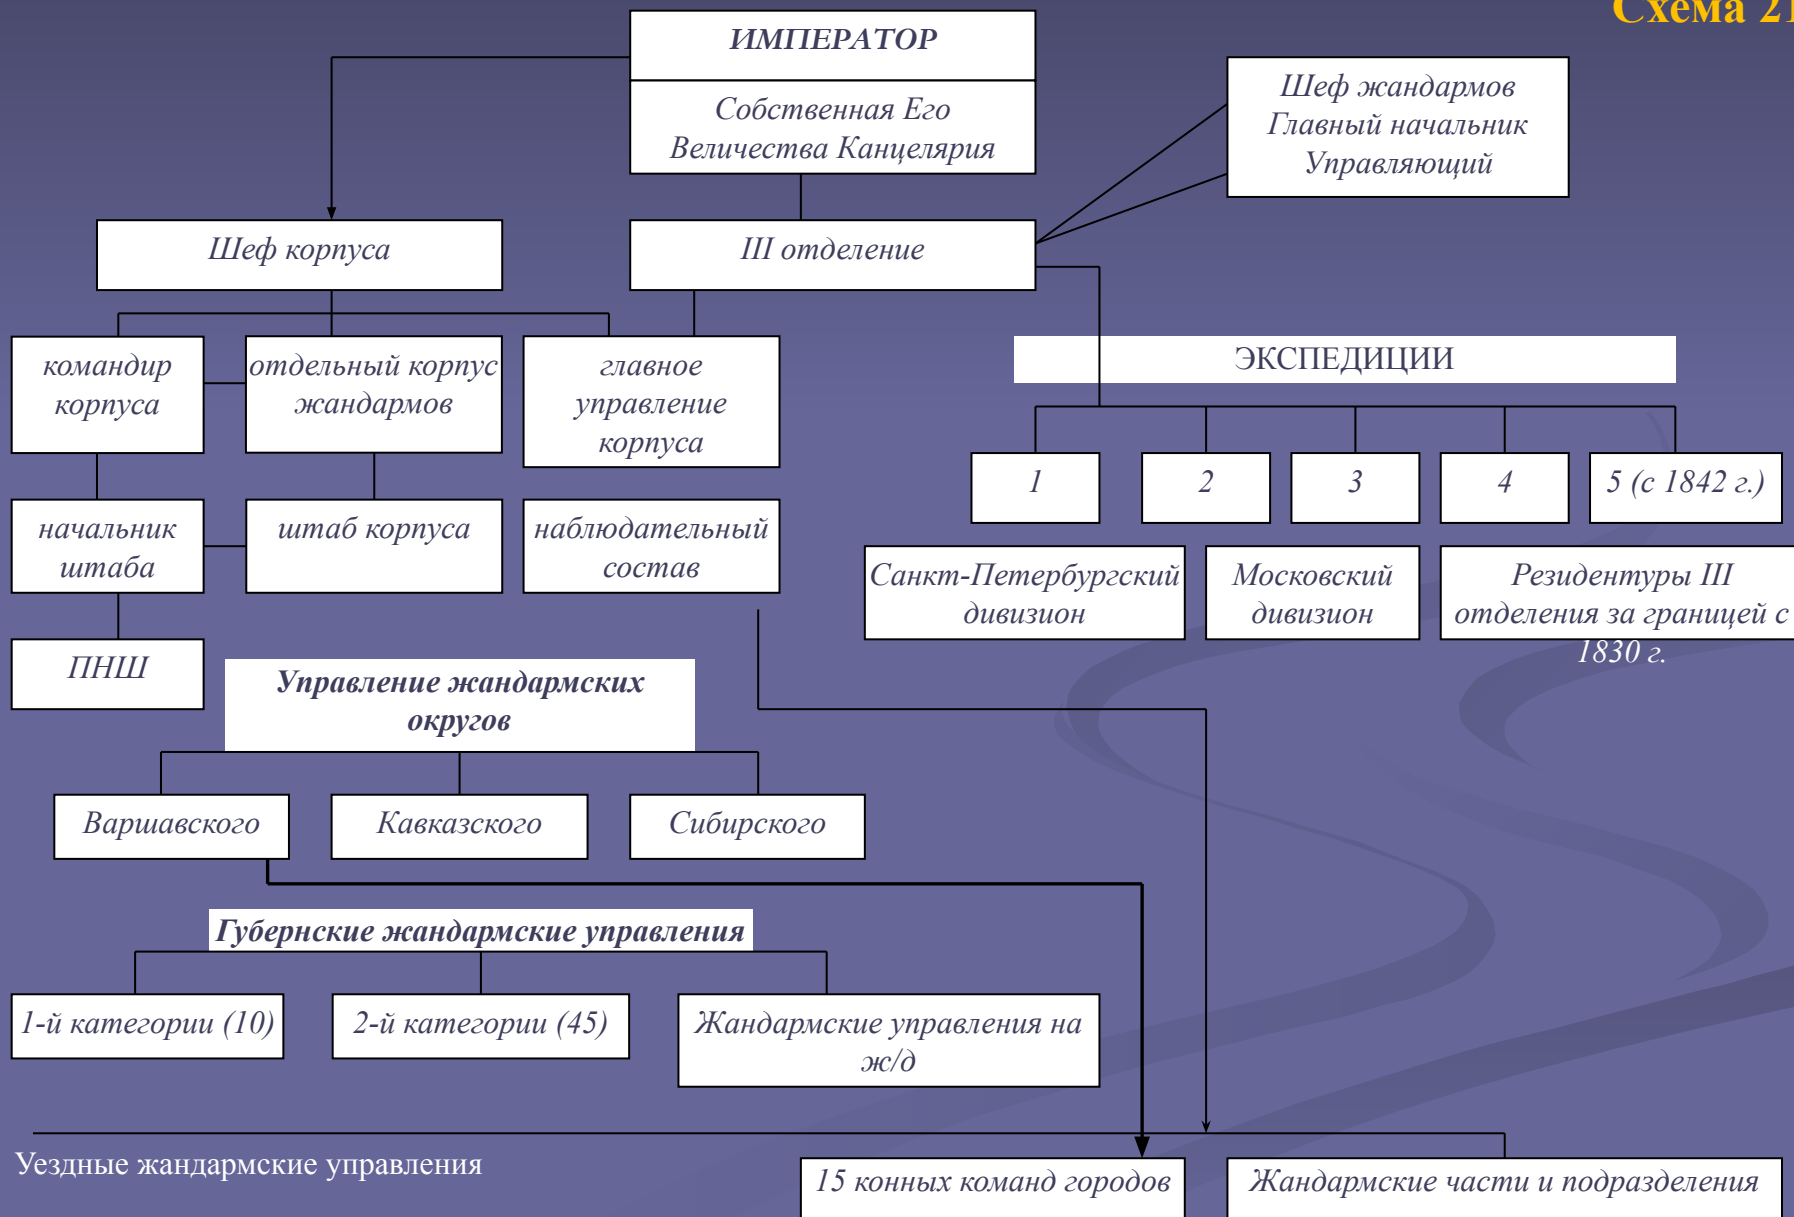 Схема 21
ИМПЕРАТОР
Собственная Его
Величества Канцелярия
Шеф жандармов
Главный начальник
Управляющий
Шеф корпуса
III отделение
командир
корпуса
отдельный корпус
жандармов
главное
управление
корпуса
ЭКСПЕДИЦИИ
1
2
3
4
5 (с 1842 г.)
начальник
штаба
штаб корпуса
наблюдательный
состав
Санкт-Петербургский
дивизион
Московский
дивизион
Резидентуры III
отделения за границей с
1830 г.
ПНШ
Управление жандармских
округов
Варшавского
Кавказского
Сибирского
Губернские жандармские управления
1-й категории (10)
2-й категории (45)
Жандармские управления на
ж/д
Уездные жандармские управления
15 конных команд городов
Жандармские части и подразделения